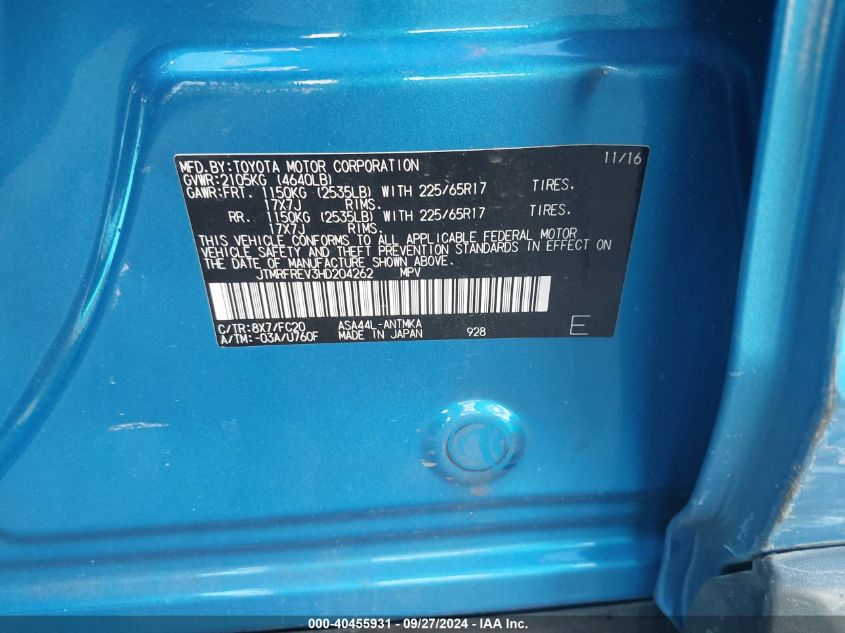 MFD.BY:TOYOTA MOTOR CORPORATION 11/16
GVWR:2105KG (4640LB)
GAWR:FRT. 1150KG (2535LB) WITH 225/65R17 TIRES,
17X7J RIMS.
RR. 1150KG (2535LB) WITH 225/65R17 TIRES,
17X7J RIMS.
THIS VEHICLE CONFORMS TO ALL APPLICABLE FEDERAL MOTOR
VEHICLE SAFETY AND THEFT PREVENTION STANDARDS IN EFFECT ON
THE DATE OF MANUFACTURE SHOWN ABOVE.
JTMRFREV3HD204262 MPV
C/TR:8X7/FC20 ASA44L-ANTMKA
A/TM:-03A/U760F MADE IN JAPAN 928 E
000-40455931 - 09/27/2024 - IAA Inc.